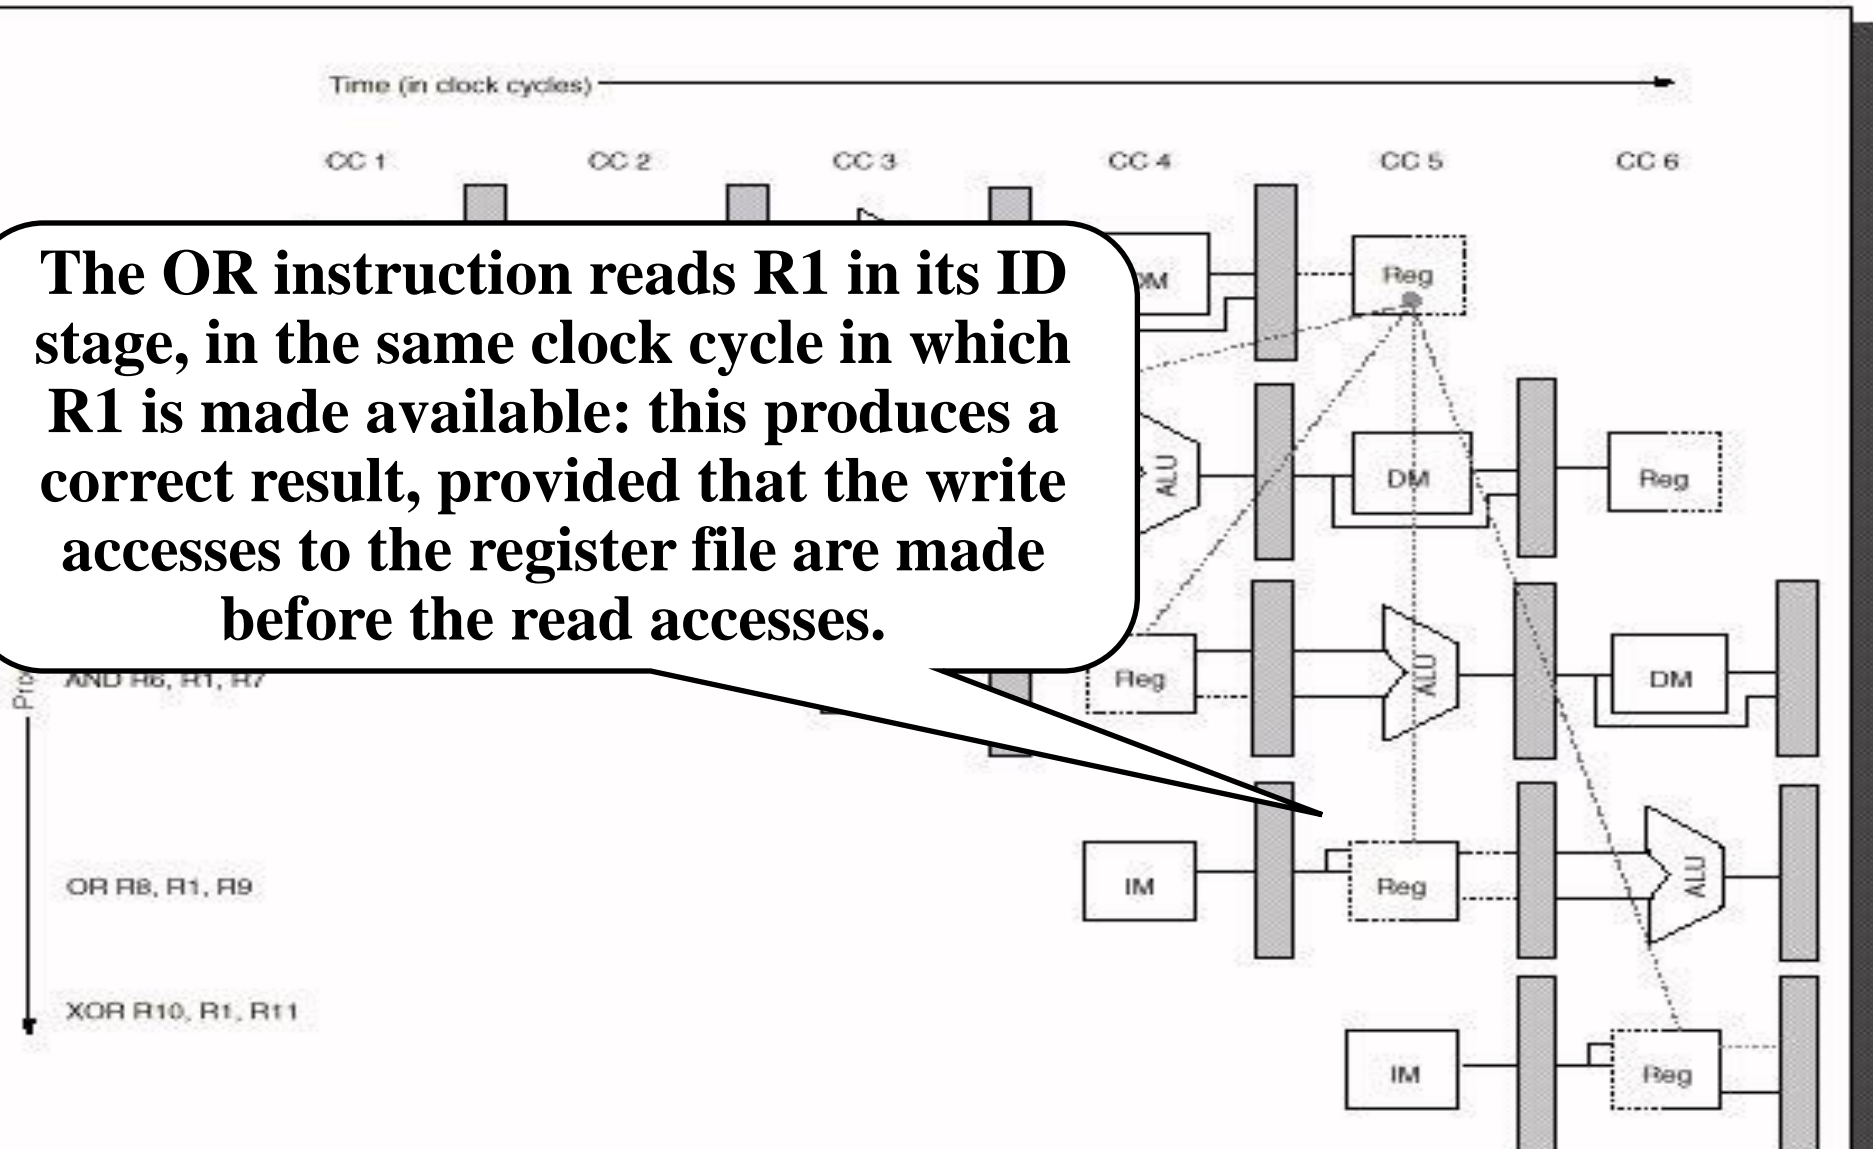 Time (in clock cycles)
CC 1 CC 2 CC 3 CC 4 CC 5 CC 6
The OR instruction reads R1 in its ID
stage, in the same clock cycle in which
R1 is made available: this produces a
correct result, provided that the write
accesses to the register file are made
before the read accesses.
DM Reg
ALU DM Reg
AND R6, R1, R7 Reg ALU DM
OR R8, R1, R9 IM Reg ALU
XOR R10, R1, R11
IM Reg